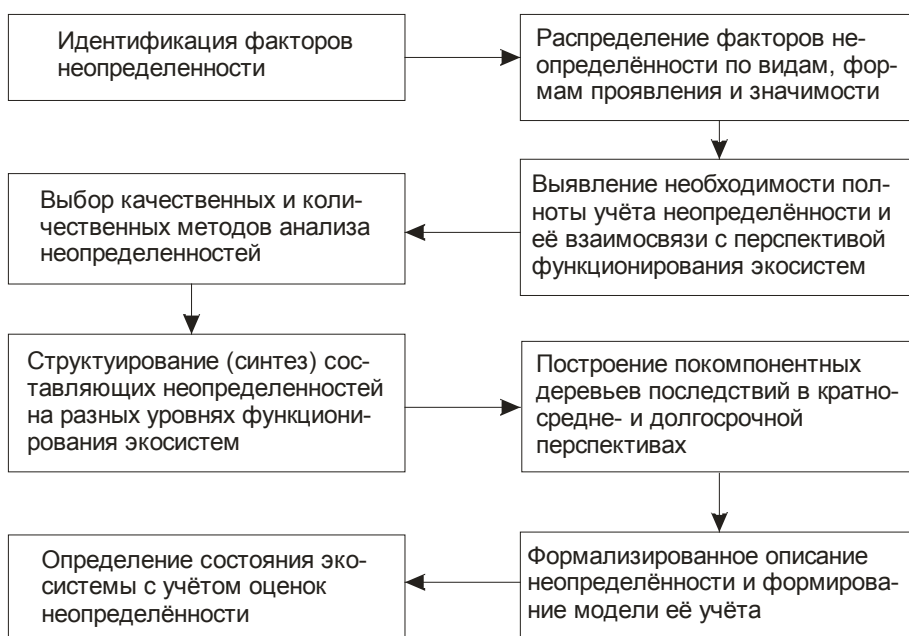 Идентификация факторов
неопределенности
Распределение факторов не-
определённости по видам, фор-
мам проявления и значимости
Выявление необходимости пол-
ноты учёта неопределённости и
её взаимосвязи с перспективой
функционирования экосистем
Выбор качественных и коли-
чественных методов анализа
неопределенностей
Структуирование (синтез) сос-
тавляющих неопределенностей
на разных уровнях функциони-
рования экосистем
Построение покомпонентных
деревьев последствий в кратно-
средне- и долгосрочной
перспективах
Формализированное описание
неопределённости и формирова-
ание модели её учёта
Определение состояния эко-
системы с учётом оценок
неопределённости